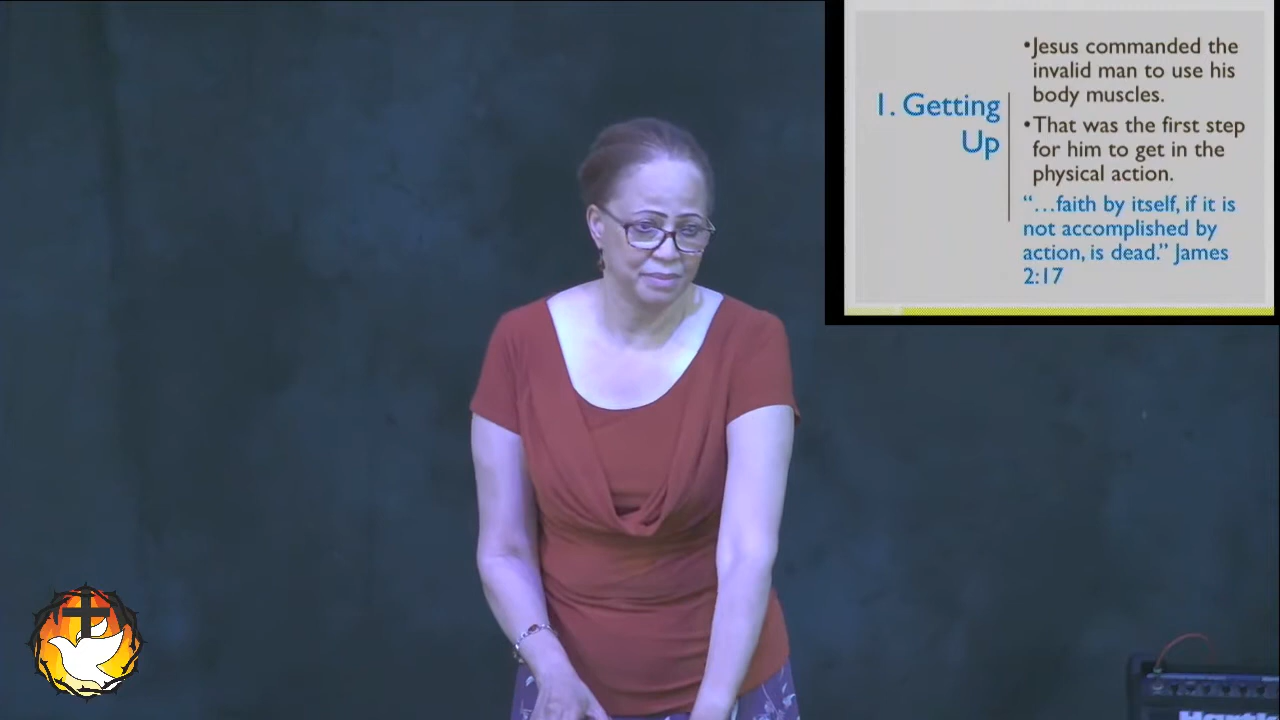 1. Getting
Up
•Jesus commanded the
invalid man to use his
body muscles.
•That was the first step
for him to get in the
physical action.
“...faith by itself, if it is
not accomplished by
action, is dead.” James
2:17